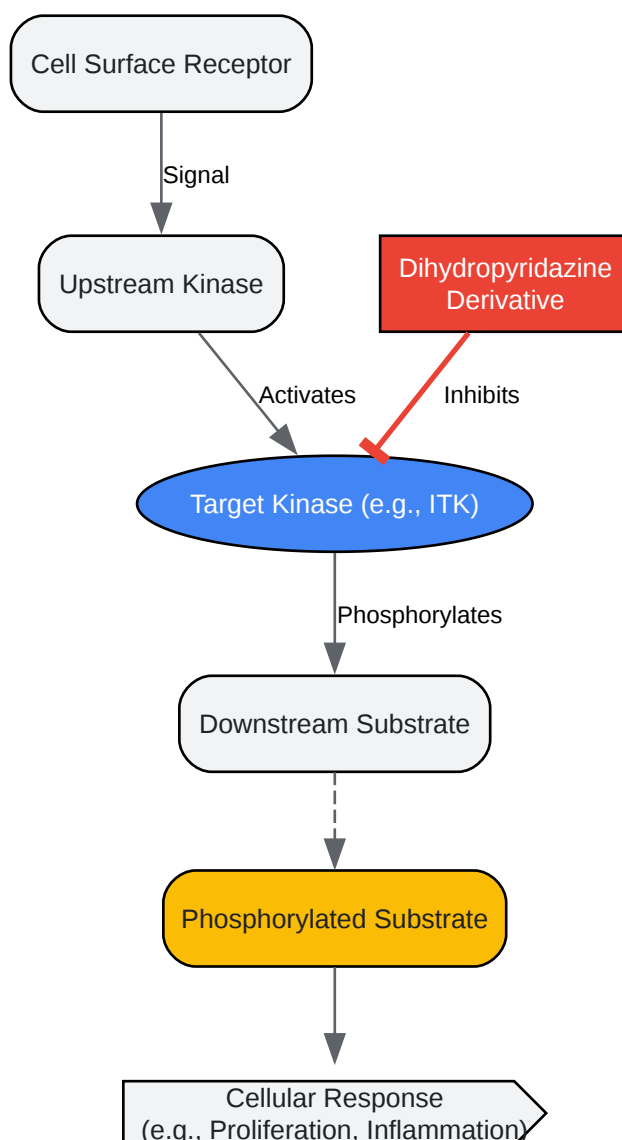 Cell Surface Receptor
Signal
Upstream Kinase
Dihydropyridazine
Derivative
Activates
Inhibits
Target Kinase (e.g., ITK)
Phosphorylates
Downstream Substrate
Phosphorylated Substrate
Cellular Response
(e.g., Proliferation, Inflammation)